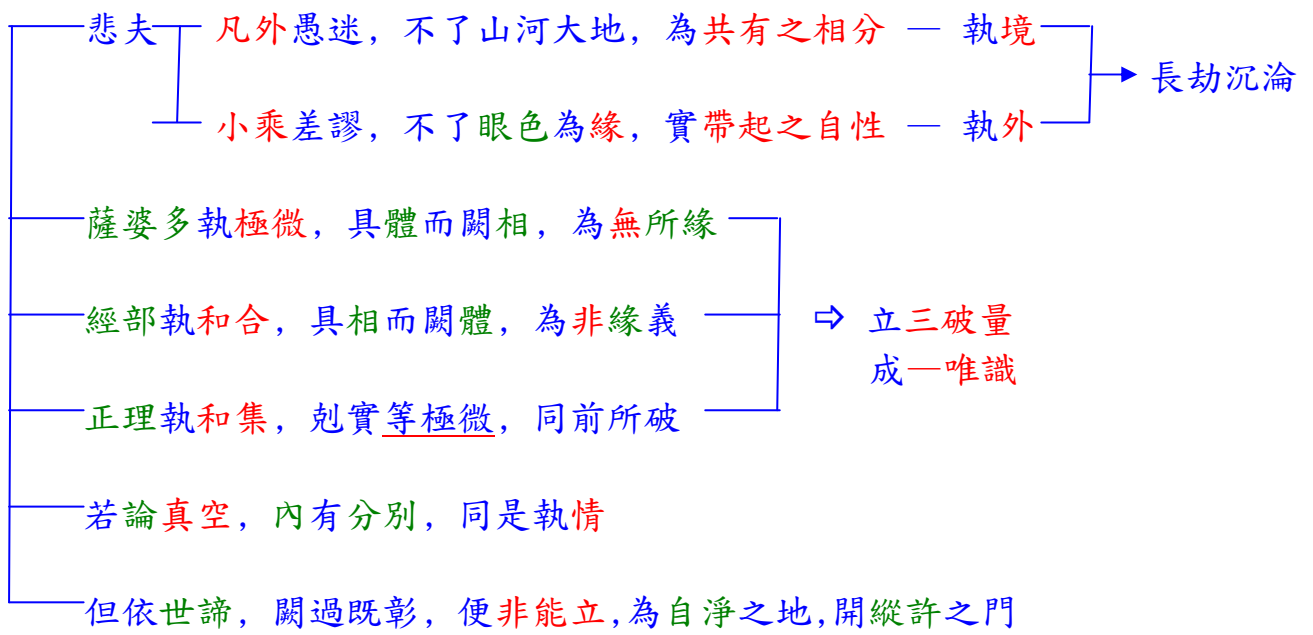 悲夫 凡外愚迷，不了山河大地，為共有之相分 — 執境
長劫沉淪
小乘差謬，不了眼色為緣，實帶起之自性 — 執外
薩婆多執極微，具體而闕相，為無所緣
經部執和合，具相而闕體，為非緣義
⇨ 立三破量
成一唯識
正理執和集，剋實等極微，同前所破
若論真空，內有分別，同是執情
但依世諦，闕過既彰，便非能立,為自淨之地,開縱許之門